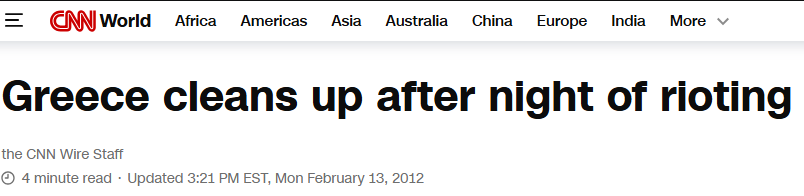 CNN World Africa Americas Asia Australia China Europe India More
Greece cleans up after night of rioting
the CNN Wire Staff
4 minute read · Updated 3:21 PM EST, Mon February 13, 2012